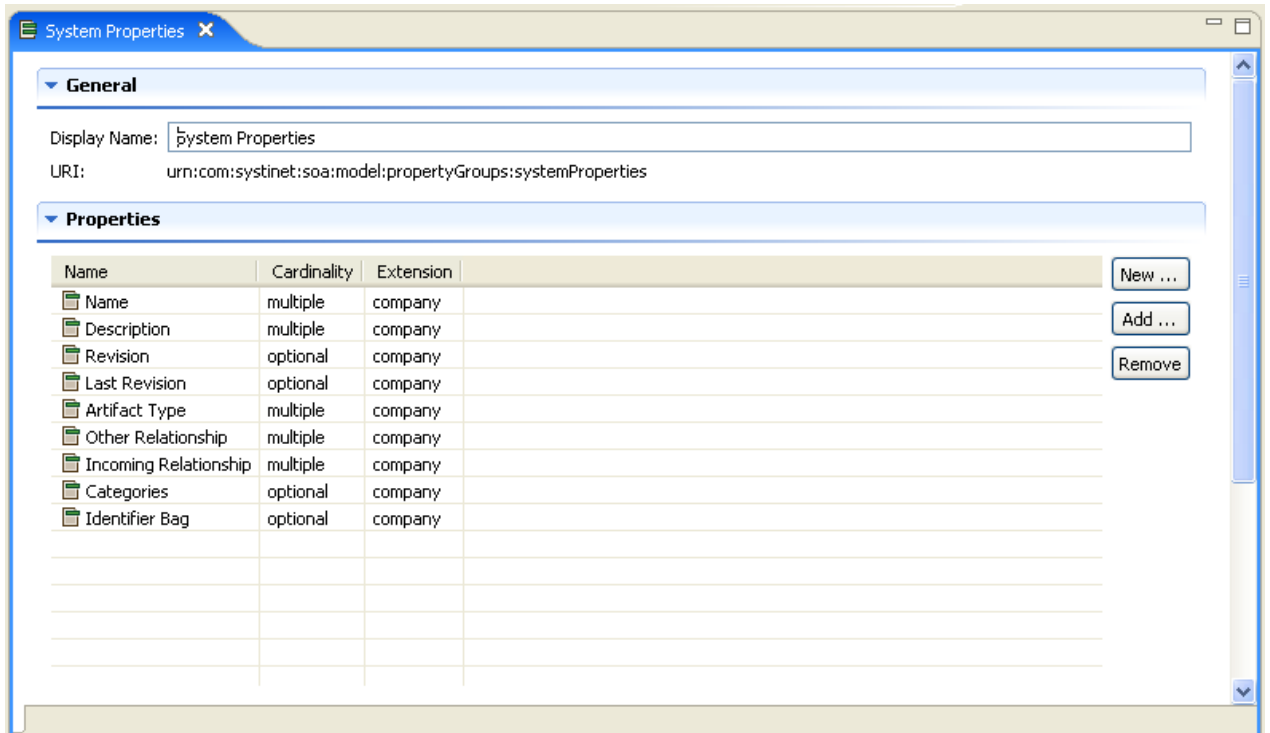 System Properties
General
Display Name: System Properties
URI: urn:com:systinet:soa:model:propertyGroups:systemProperties
Properties
Name Cardinality Extension
New ...
Name multiple company
Description multiple company
Add ...
Revision optional company
Remove
Last Revision optional company
Artifact Type multiple company
Other Relationship multiple company
Incoming Relationship multiple company
Categories optional company
Identifier Bag optional company